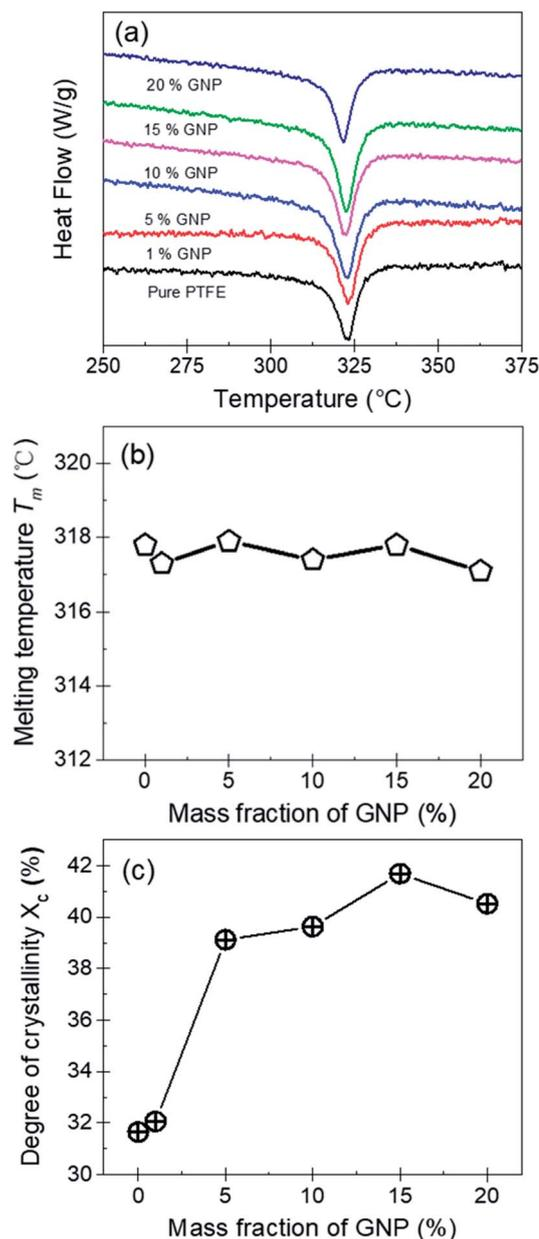 (a)
Heat Flow (W/g)
20 % GNP
15 % GNP
10 % GNP
5 % GNP
1 % GNP
Pure PTFE
250 275 300 325 350 375
Temperature (°C)
(b)
Melting temperature Tm (℃)
320
318
316
314
312
0 5 10 15 20
Mass fraction of GNP (%)
(c)
Degree of crystallinity Xc (%)
42
40
38
36
34
32
30
0 5 10 15 20
Mass fraction of GNP (%)